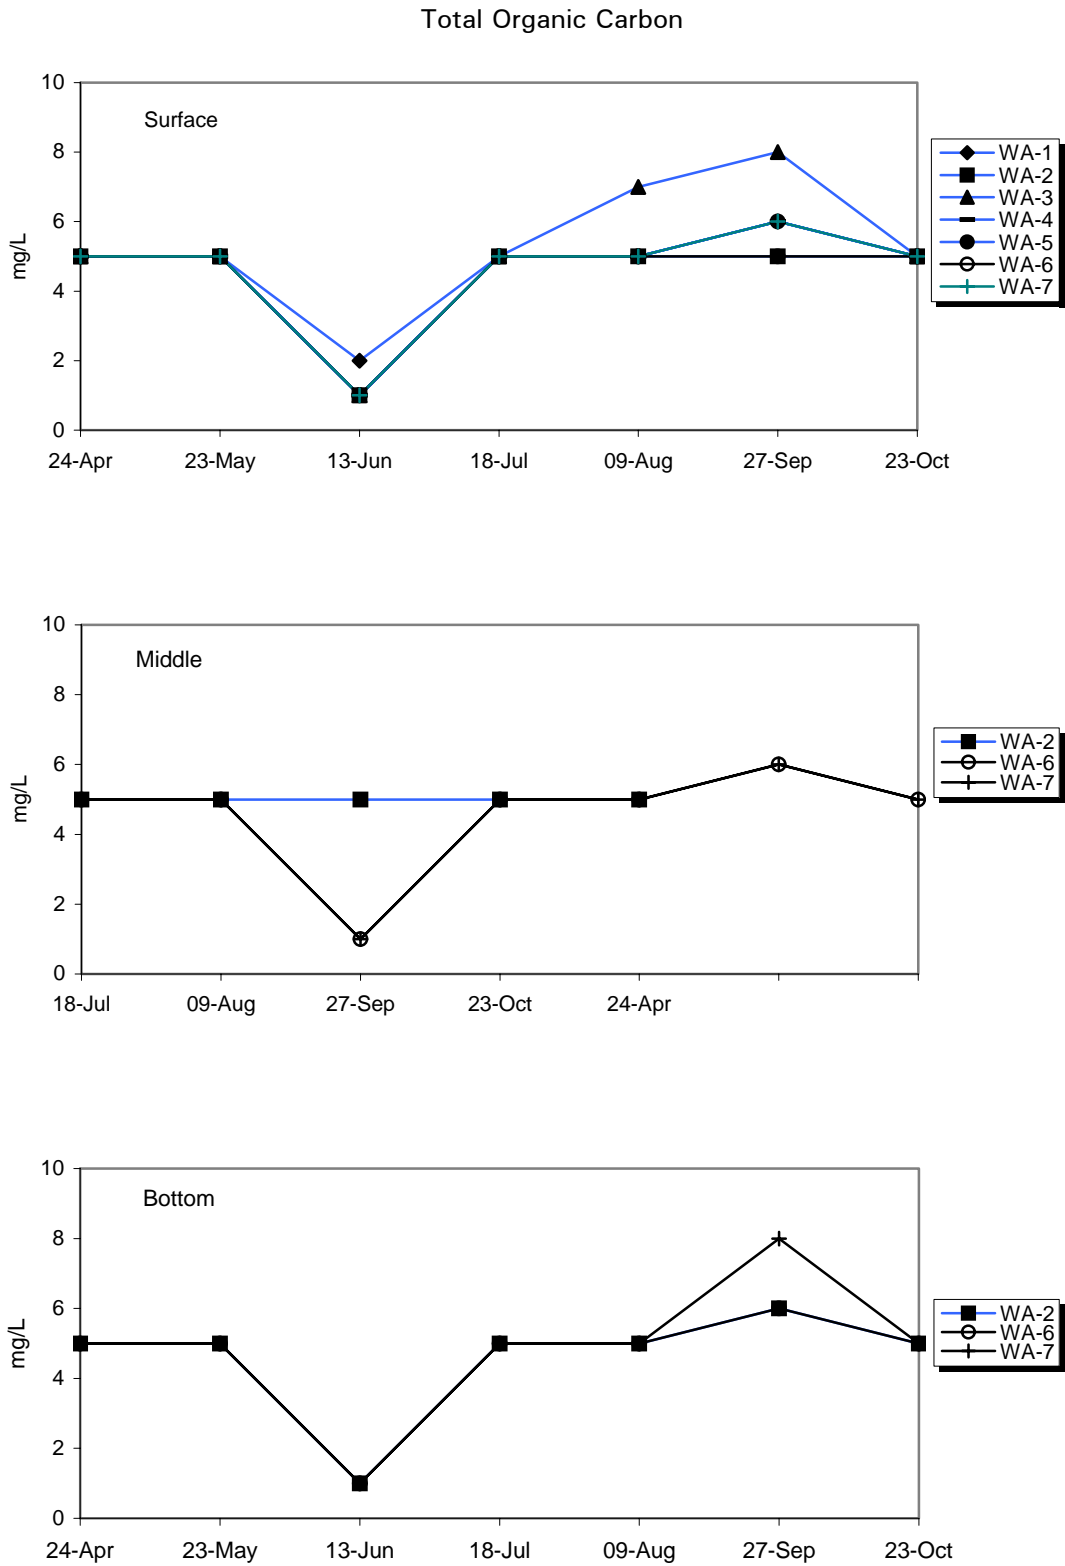 Total Organic Carbon
Surface
mg/L
10
8
6
4
2
0
24-Apr 23-May 13-Jun 18-Jul 09-Aug 27-Sep 23-Oct
WA-1
WA-2
WA-3
WA-4
WA-5
WA-6
WA-7
Middle
mg/L
10
8
6
4
2
0
18-Jul 09-Aug 27-Sep 23-Oct 24-Apr
WA-2
WA-6
WA-7
Bottom
mg/L
10
8
6
4
2
0
24-Apr 23-May 13-Jun 18-Jul 09-Aug 27-Sep 23-Oct
WA-2
WA-6
WA-7